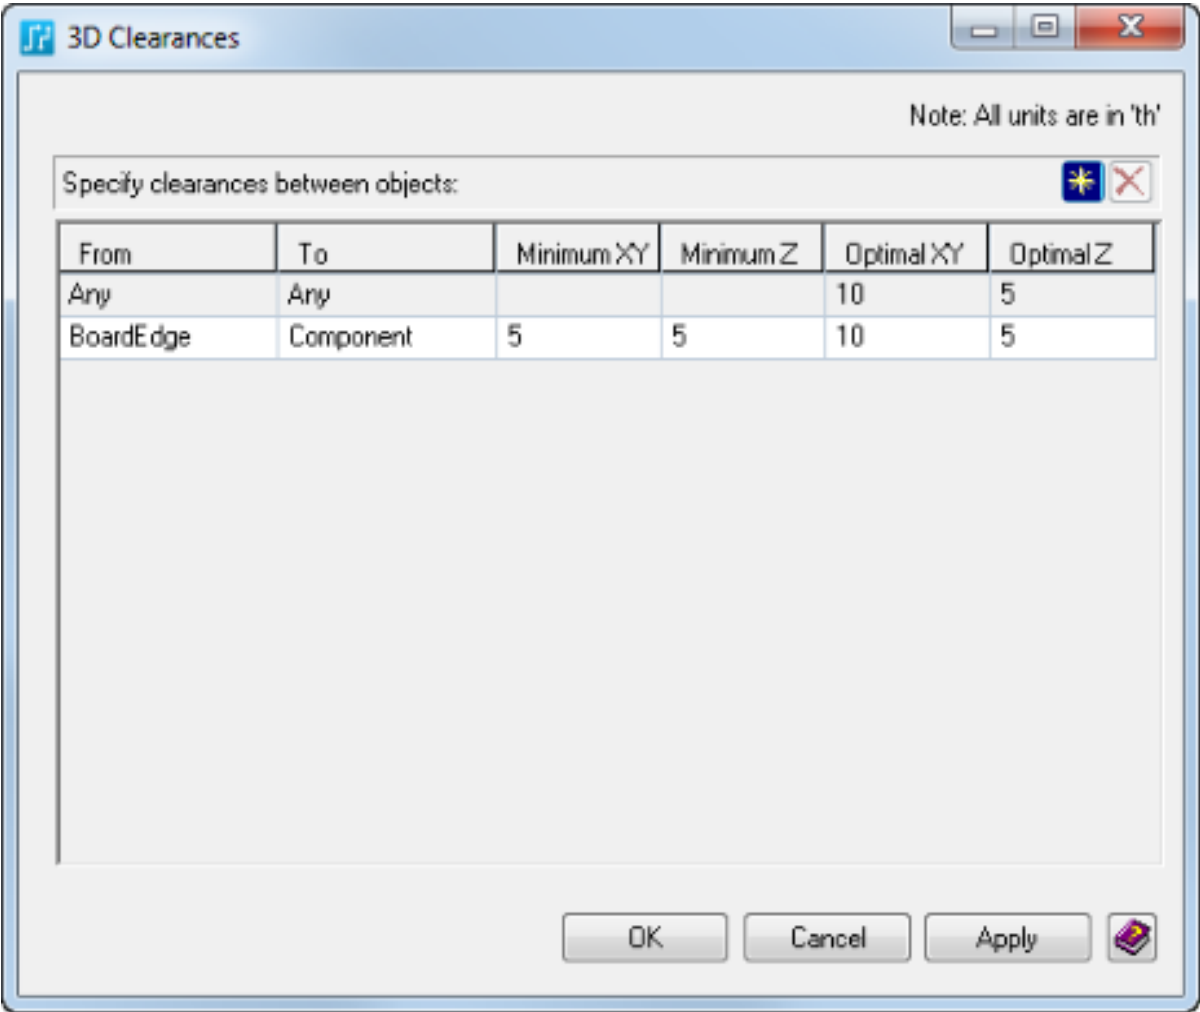 3D Clearances
Note: All units are in 'th'
Specify clearances between objects:
From To Minimum XY Minimum Z Optimal XY Optimal Z
Any Any 10 5
BoardEdge Component 5 5 10 5
OK Cancel Apply